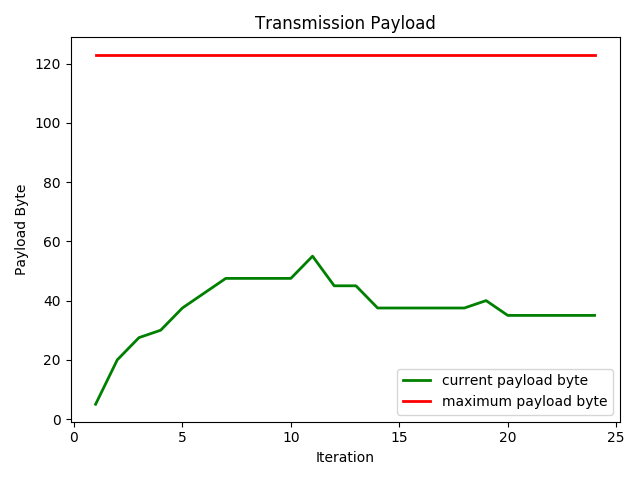 Transmission Payload
Payload Byte
120
100
80
60
40
20
0
0 5 10 15 20 25
Iteration
current payload byte
maximum payload byte